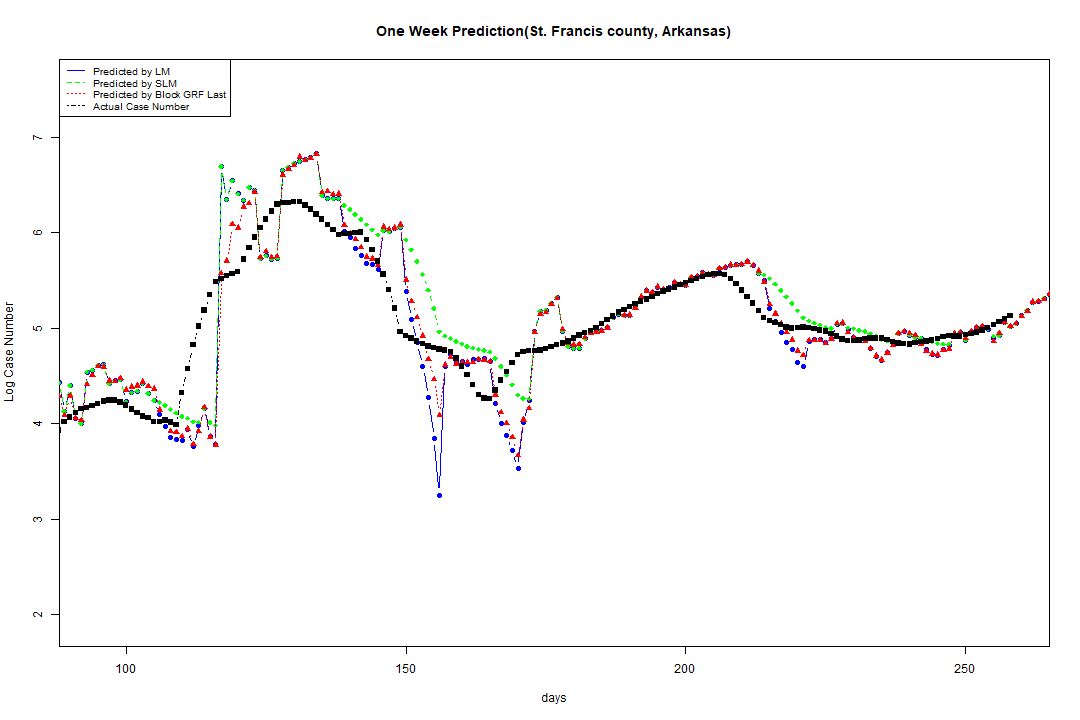 One Week Prediction(St. Francis county, Arkansas)
Predicted by LM
Predicted by SLM
Predicted by Block GRF Last
Actual Case Number
7
6
5
4
3
2
Log Case Number
100 150 200 250
days